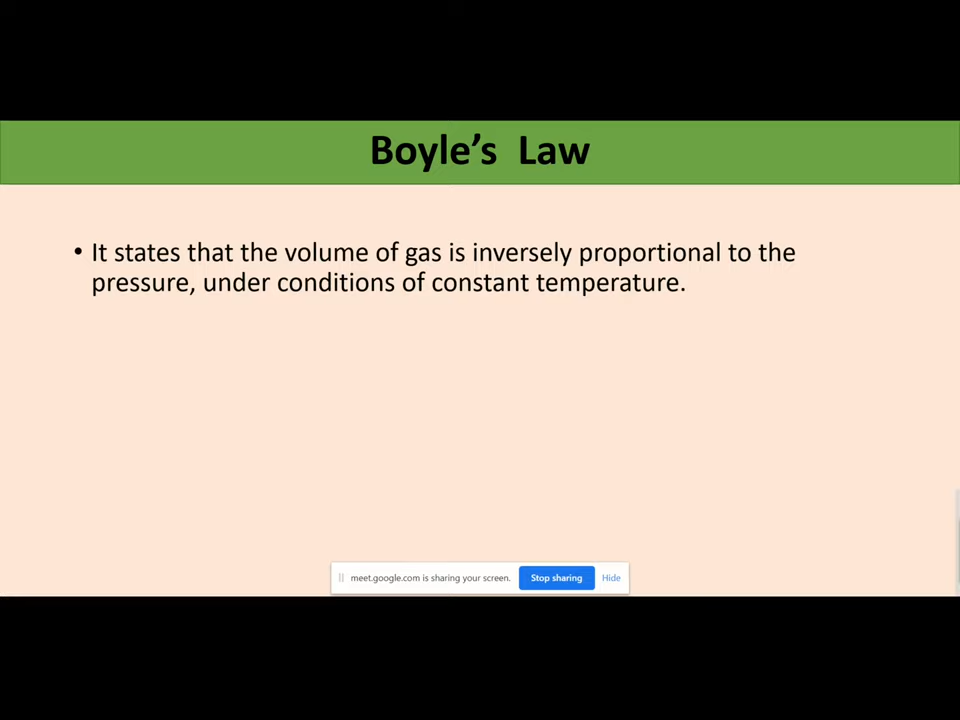 Boyle's Law
• It states that the volume of gas is inversely proportional to the
pressure, under conditions of constant temperature.
meet.google.com is sharing your screen. Stop sharing Hide